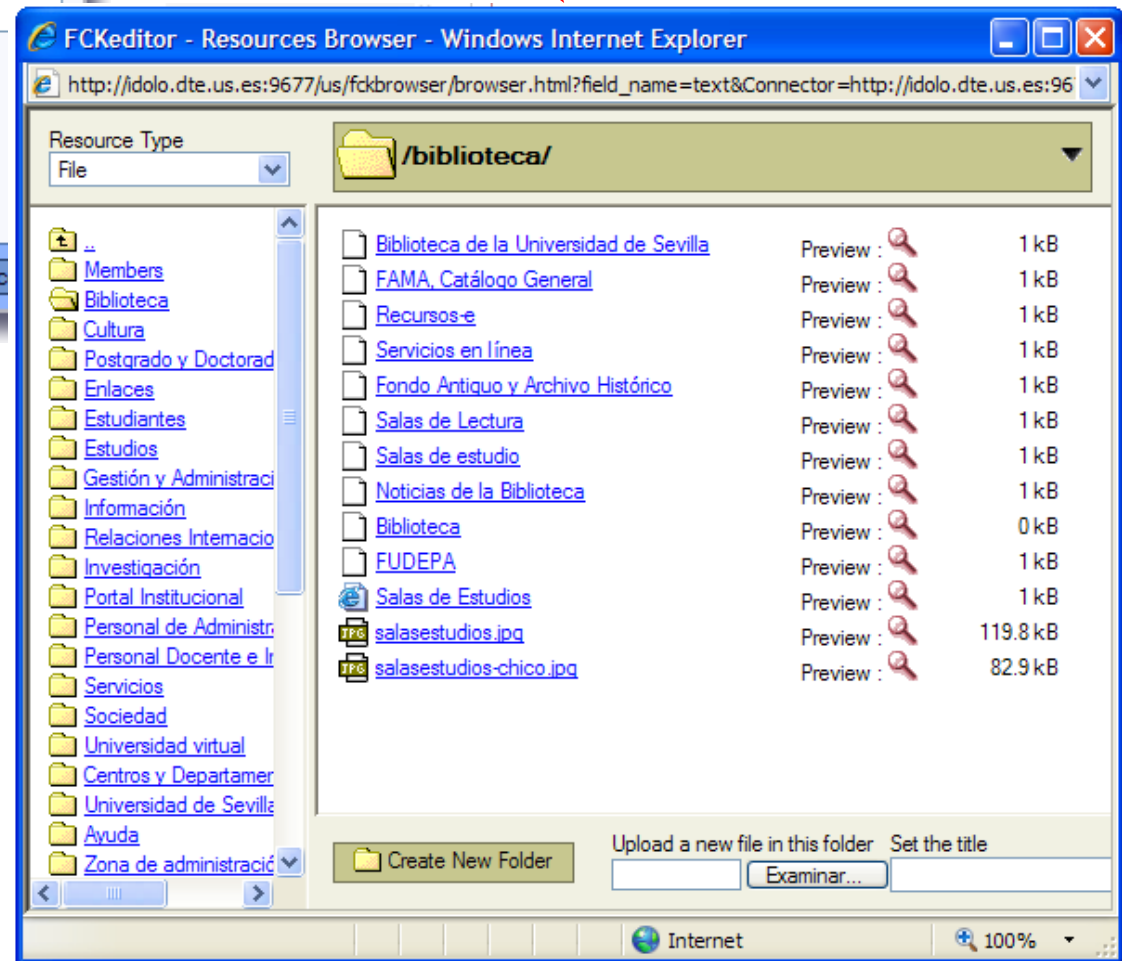 FCKeditor - Resources Browser - Windows Internet Explorer
http://idolo.dte.us.es:9677/us/fckbrowser/browser.html?field_name=text&Connector=http://idolo.dte.us.es:96
Resource Type
File
/biblioteca/
..
Members
Biblioteca
Cultura
Postgrado y Doctorad
Enlaces
Estudiantes
Estudios
Gestión y Administraci
Información
Relaciones Internacio
Investigación
Portal Institucional
Personal de Administra
Personal Docente e In
Servicios
Sociedad
Universidad virtual
Centros y Departamen
Universidad de Sevilla
Ayuda
Zona de administració
Biblioteca de la Universidad de Sevilla Preview : 1 kB
FAMA, Catálogo General Preview : 1 kB
Recursos-e Preview : 1 kB
Servicios en línea Preview : 1 kB
Fondo Antiguo y Archivo Histórico Preview : 1 kB
Salas de Lectura Preview : 1 kB
Salas de estudio Preview : 1 kB
Noticias de la Biblioteca Preview : 1 kB
Biblioteca Preview : 0 kB
FUDEPA Preview : 1 kB
Salas de Estudios Preview : 1 kB
JPG salasestudios.jpg Preview : 119.8 kB
JPG salasestudios-chico.jpg Preview : 82.9 kB
Create New Folder
Upload a new file in this folder Set the title
Examinar...
Internet 100%